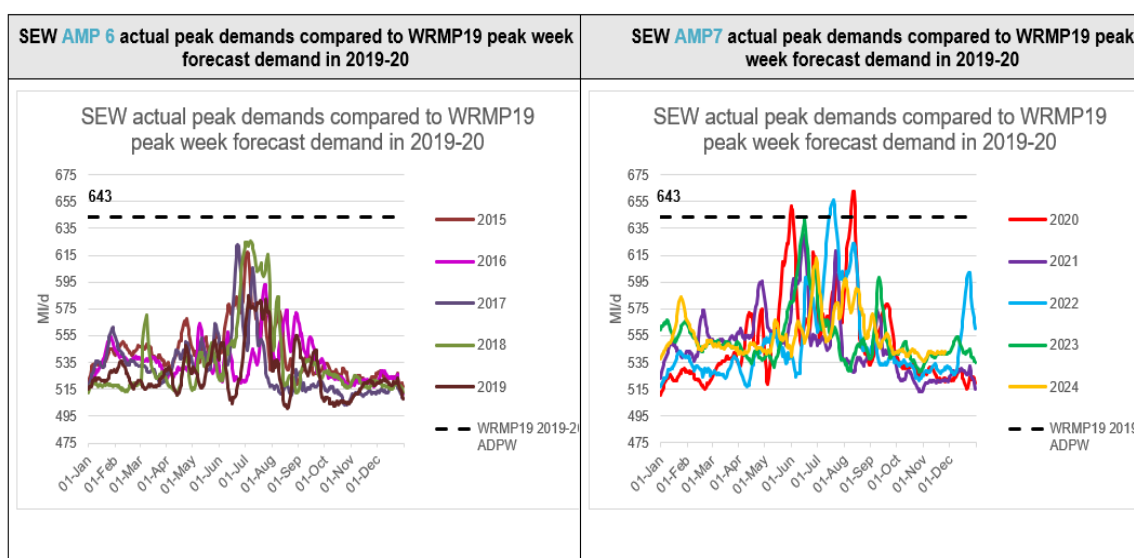 SEW AMP 6 actual peak demands compared to WRMP19 peak week
forecast demand in 2019-20
SEW actual peak demands compared to WRMP19
peak week forecast demand in 2019-20
675
655
635
615
595
575
555
535
515
495
475
Ml/d
643
01-Jan
01-Feb
01-Mar
01-Apr
01-May
01-Jun
01-Jul
01-Aug
01-Sep
01-Oct
01-Nov
01-Dec
2015
2016
2017
2018
2019
WRMP19 2019-20
ADPW
SEW AMP7 actual peak demands compared to WRMP19 peak
week forecast demand in 2019-20
SEW actual peak demands compared to WRMP19
peak week forecast demand in 2019-20
675
655
635
615
595
575
555
535
515
495
475
Ml/d
643
01-Jan
01-Feb
01-Mar
01-Apr
01-May
01-Jun
01-Jul
01-Aug
01-Sep
01-Oct
01-Nov
01-Dec
2020
2021
2022
2023
2024
WRMP19 2019
ADPW